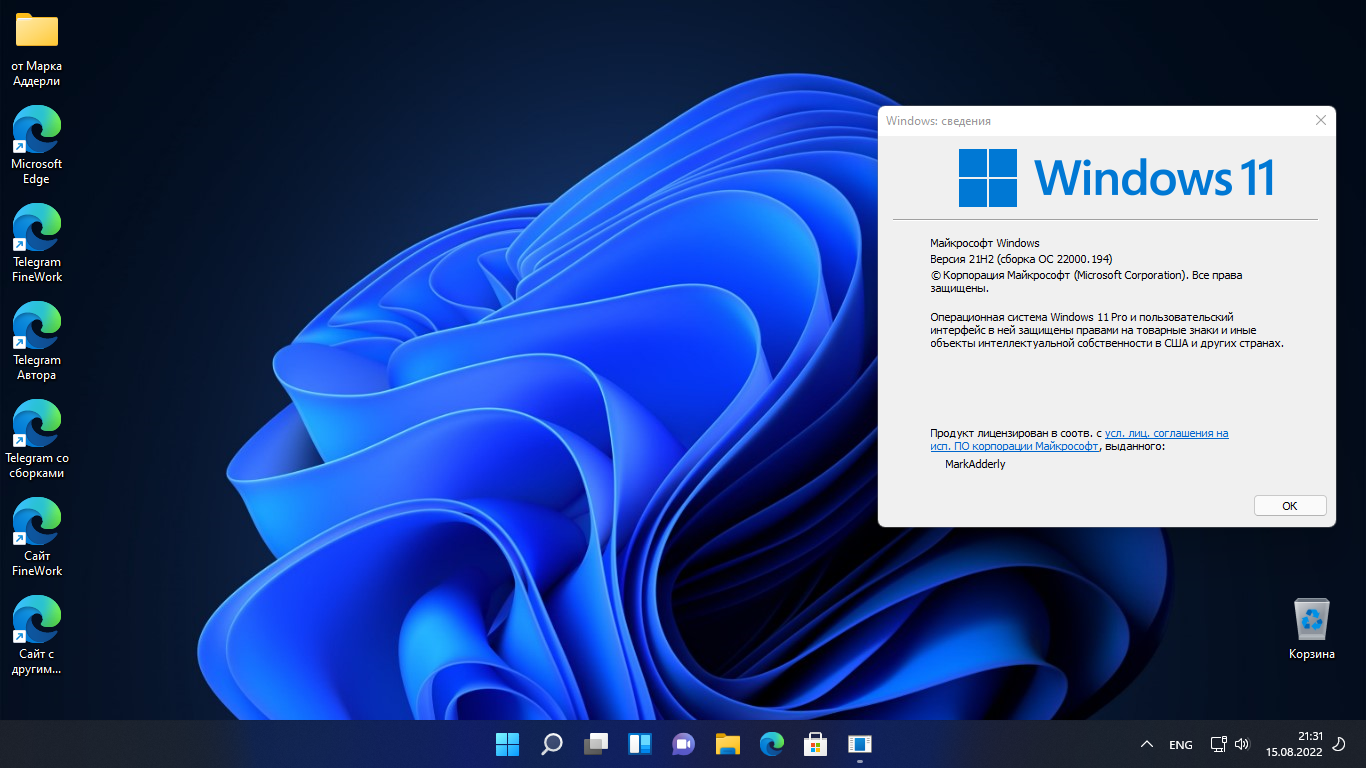 от Марка
Аддерли
Microsoft
Edge
Telegram
FineWork
Telegram
Автора
Telegram со
сборками
Сайт
FineWork
Сайт с
другим...
Windows: сведения
Windows 11
Майкрософт Windows
Версия 21H2 (сборка ОС 22000.194)
© Корпорация Майкрософт (Microsoft Corporation). Все права
защищены.
Операционная система Windows 11 Pro и пользовательский
интерфейс в ней защищены правами на товарные знаки и иные
объекты интеллектуальной собственности в США и других странах.
Продукт лицензирован в соотв. с усл. лиц. соглашения на
исп. ПО корпорации Майкрософт, выданного:
MarkAdderly
ОК
Корзина
ENG
21:31
15.08.2022